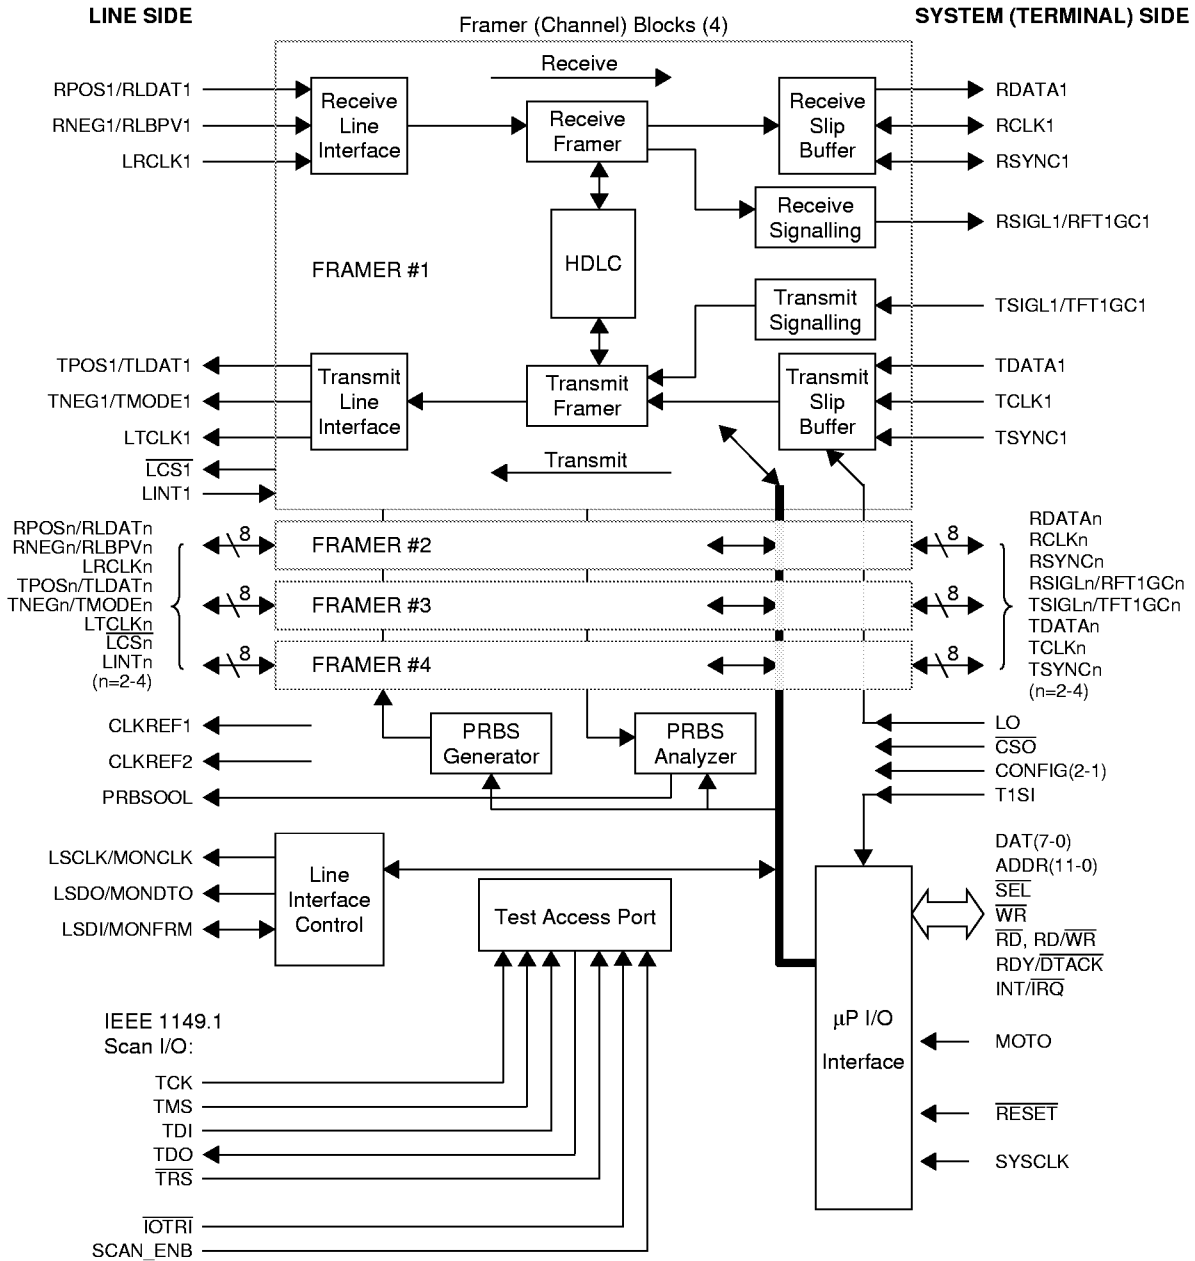 LINE SIDE
SYSTEM (TERMINAL) SIDE
Framer (Channel) Blocks (4)
Receive
RPOS1/RLDAT1
RNEG1/RLBPV1
LRCLK1
Receive
Line
Interface
Receive
Framer
Receive
Slip
Buffer
RDATA1
RCLK1
RSYNC1
Receive
Signalling
RSIGL1/RFT1GC1
HDLC
FRAMER #1
Transmit
Signalling
TSIGL1/TFT1GC1
TPOS1/TLDAT1
TNEG1/TMODE1
LTCLK1
LCS1
LINT1
Transmit
Line
Interface
Transmit
Framer
Transmit
Slip
Buffer
TDATA1
TCLK1
TSYNC1
Transmit
RPOSn/RLDATn
RNEGn/RLBPVn
LRCLKn
TPOSn/TLDATn
TNEGn/TMODEn
LTCLKn
LCSn
LINTn
(n=2-4)
8
FRAMER #2
8
8
FRAMER #3
8
8
FRAMER #4
8
RDATAn
RCLKn
RSYNCn
RSIGLn/RFT1GCn
TSIGLn/TFT1GCn
TDATAn
TCLKn
TSYNCn
(n=2-4)
CLKREF1
CLKREF2
PRBSOOL
PRBS
Generator
PRBS
Analyzer
LO
CSO
CONFIG(2-1)
T1SI
LSCLK/MONCLK
LSDO/MONDTO
LSDI/MONFRM
Line
Interface
Control
Test Access Port
DAT(7-0)
ADDR(11-0)
SEL
WR
RD, RD/WR
RDY/DTACK
INT/IRQ
µP I/O
Interface
MOTO
RESET
SYSCLK
IEEE 1149.1
Scan I/O:
TCK
TMS
TDI
TDO
TRS
IOTRI
SCAN_ENB